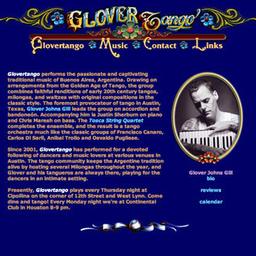 GLOVER Tango
Glovertango Music Contact Links
Glovertango performs the passionate and captivating
traditional music of Buenos Aires, Argentina. Drawing on
arrangements from the Golden Age of Tango, the group
combines faithful renditions of early 20th century tangos,
milongas, and waltzes with original compositions in the
classic style. The foremost provocateur of tango in Austin,
Texas, Glover Johns Gill leads the group on accordion and
bandoneón. Accompanying him is Austin Sherburn on piano
and Chris Maresh on bass. The Tosca String Quartet
completes the ensemble, and the result is a tango
orchestra much like the classic groups of Francisco Canaro,
Carlos Di Sarli, Anibal Troilo and Osvaldo Pugliese.
Since 2001, Glovertango has performed for a devoted
following of dancers and music lovers at various venues in
Austin. The tango community keeps the Argentine tradition
alive by hosting several Milongas throughout the year, and
Glover and his tangueros are always there, playing for the
dancers in an intimate setting.
Presently, Glovertango plays every Thursday night at
Cipollina on the corner of 12th Street and West Lynn. Come
dine and tango! Every Monday night we're at Continental
Club in Houston 8-9 pm.
Glover Johns Gill
bio
reviews
calendar